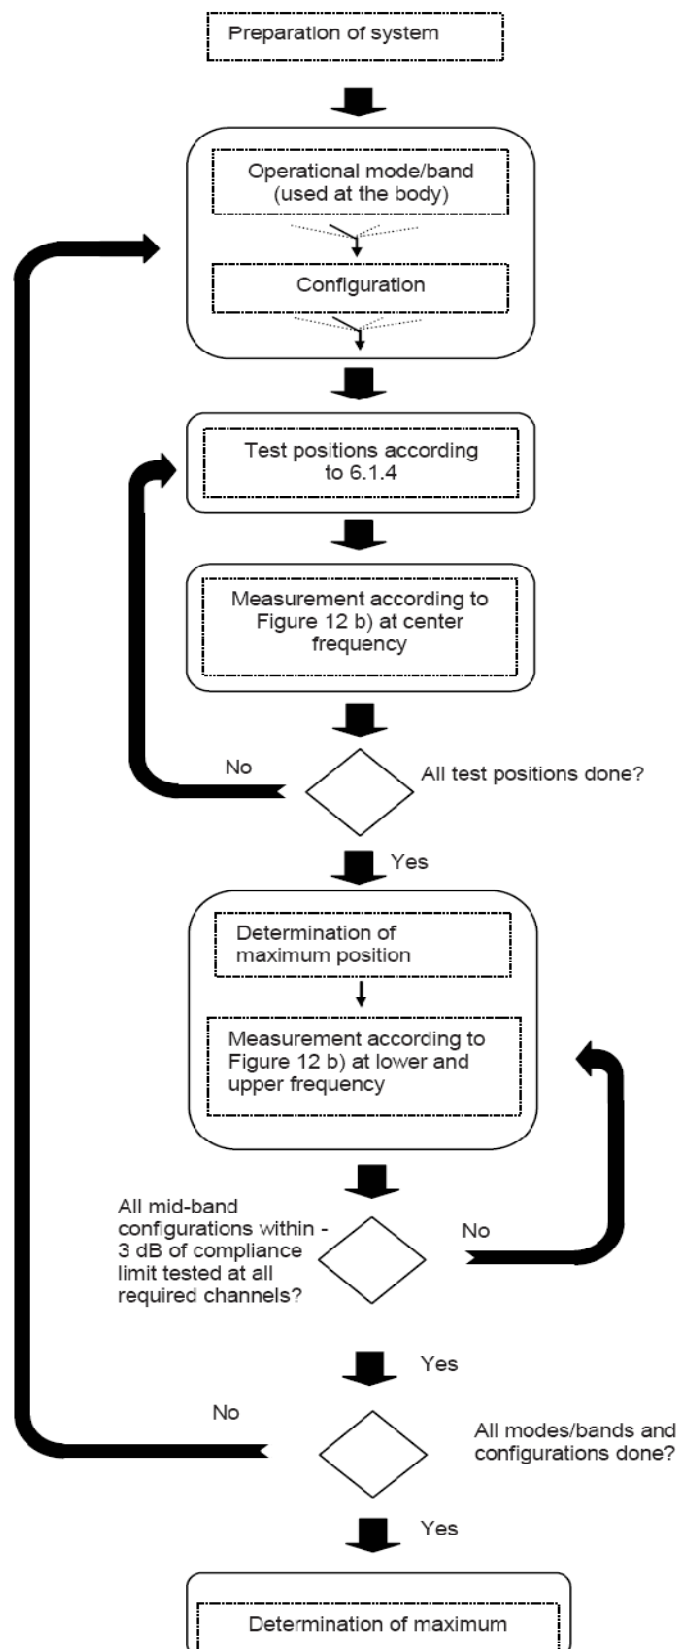 Preparation of system
Operational mode/band
(used at the body)
Configuration
Test positions according
to 6.1.4
Measurement according to
Figure 12 b) at center
frequency
No
All test positions done?
Yes
Determination of
maximum position
Measurement according to
Figure 12 b) at lower and
upper frequency
All mid-band
configurations within -
3 dB of compliance
limit tested at all
required channels?
No
Yes
No
All modes/bands and
configurations done?
Yes
Determination of maximum